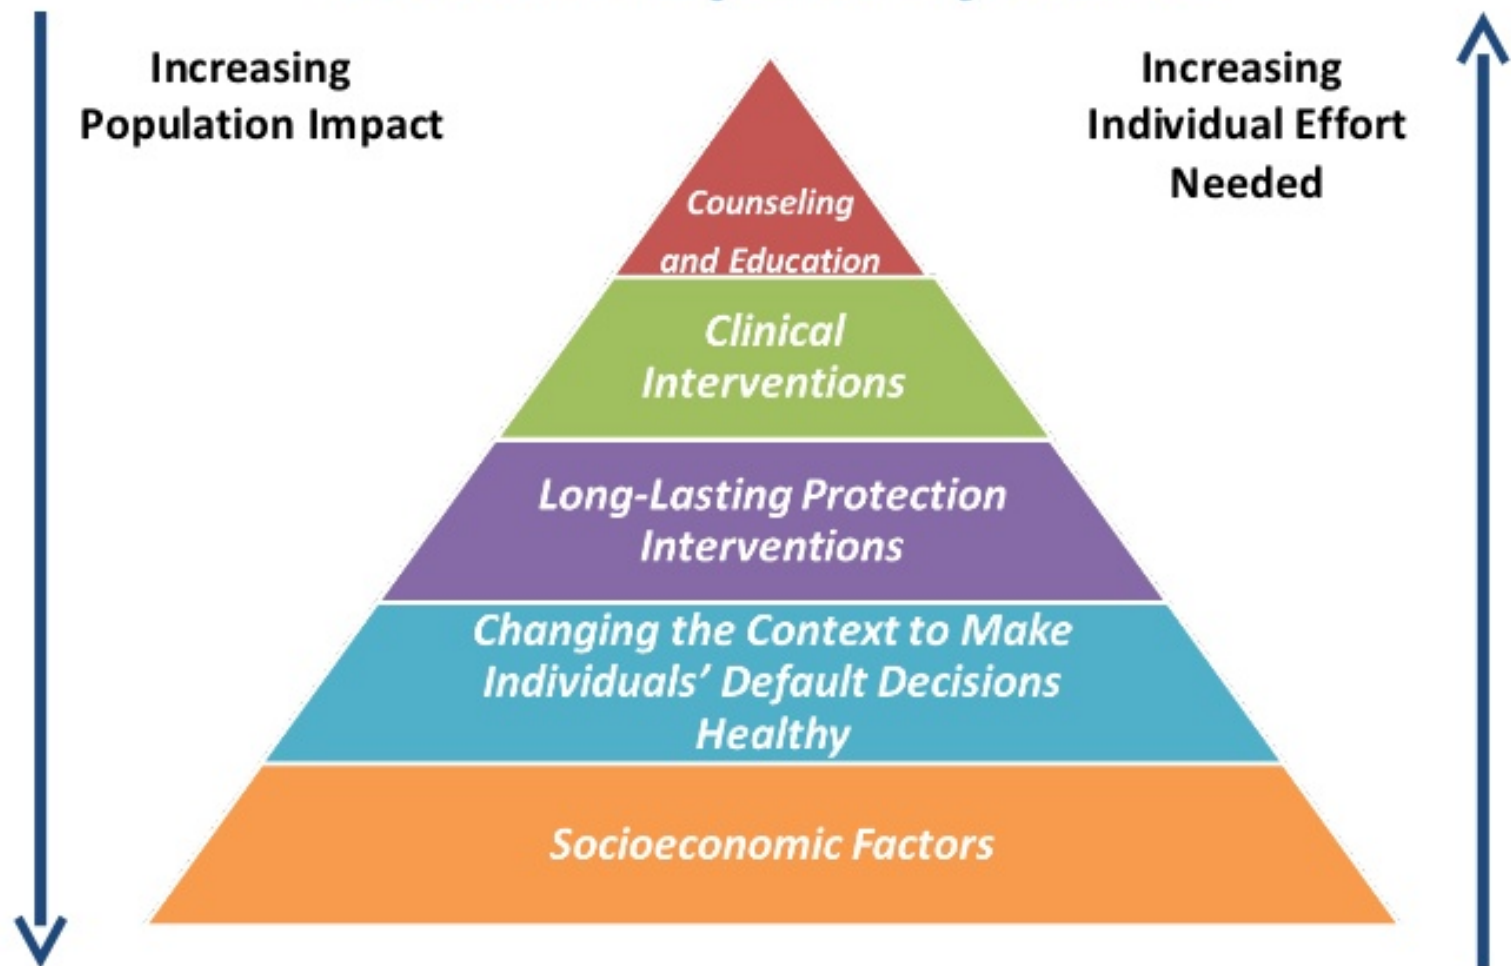 Increasing
Population Impact
Increasing
Individual Effort
Needed
Counseling
and Education
Clinical
Interventions
Long-Lasting Protection
Interventions
Changing the Context to Make
Individuals’ Default Decisions
Healthy
Socioeconomic Factors